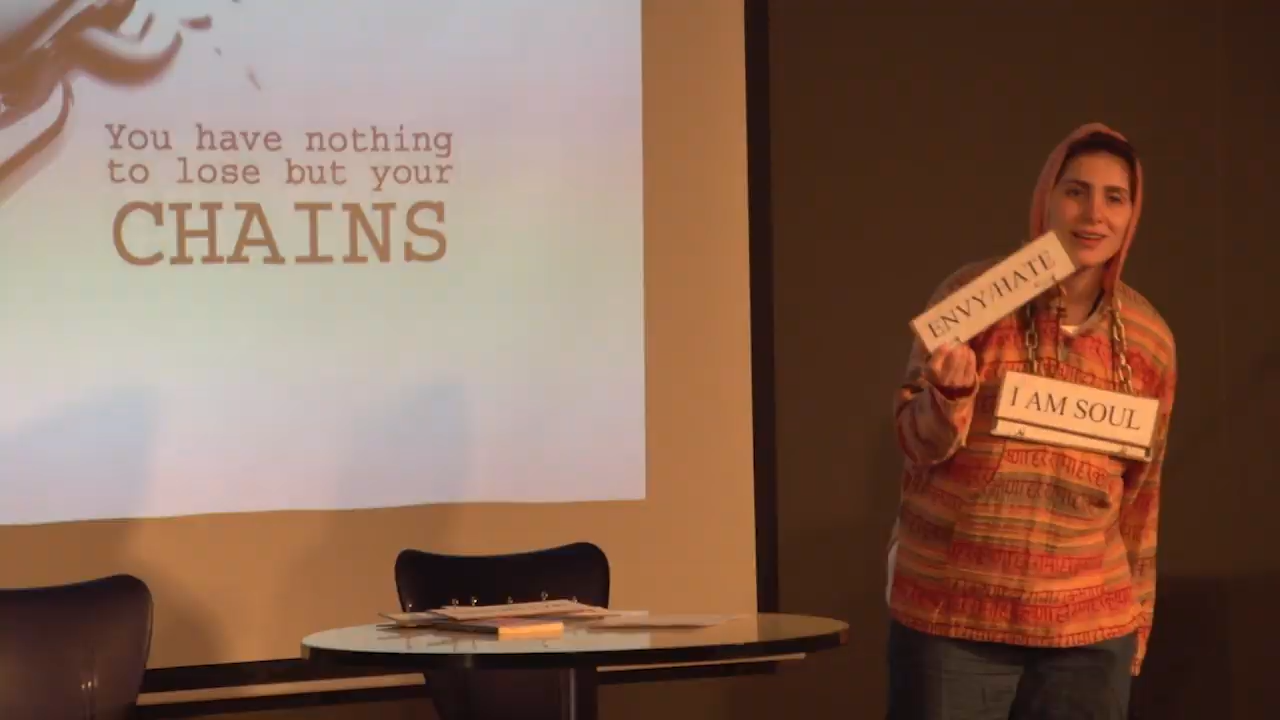 You have nothing
to lose but your
CHAINS
ENVY/HATE
I AM SOUL